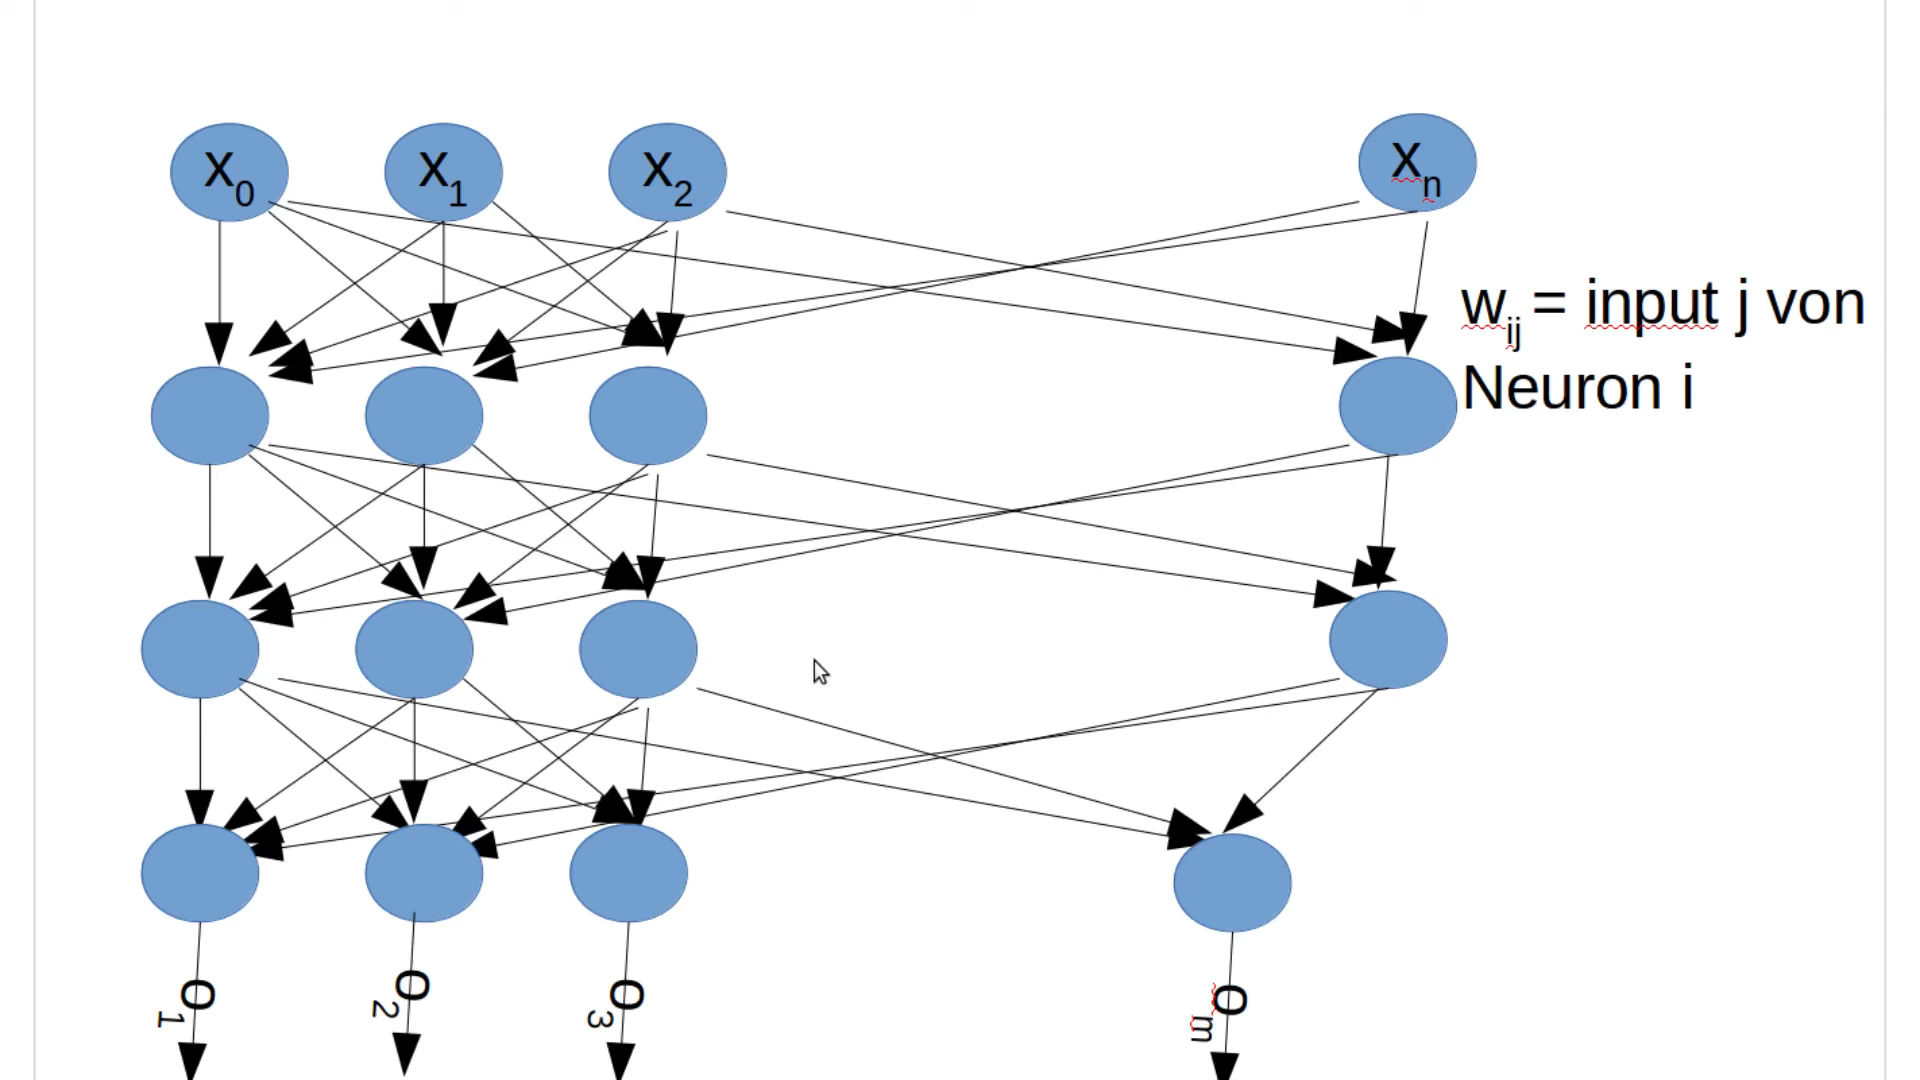 x0 x1 x2 xn
wij = input j von
Neuron i
o1 o2 o3 om